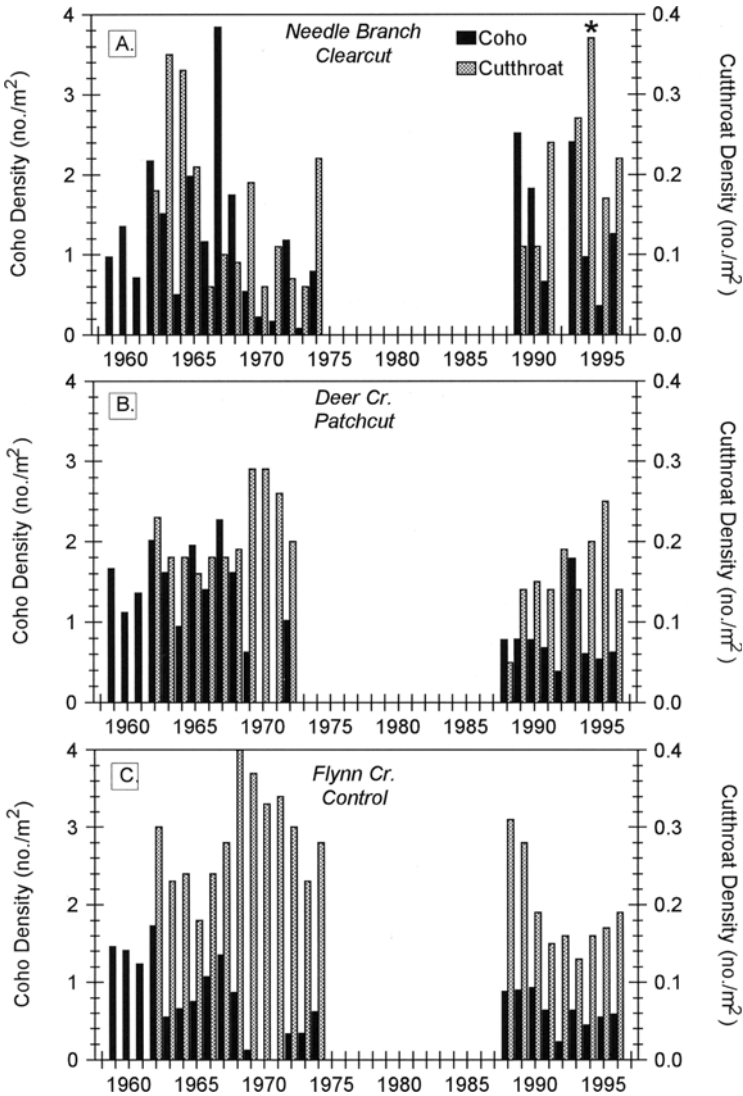 A.
Needle Branch
Clearcut
*
Coho
Cutthroat
Coho Density (no./m²)
Cutthroat Density (no./m²)
4
3
2
1
0
0.4
0.3
0.2
0.1
0.0
1960 1965 1970 1975 1980 1985 1990 1995
B.
Deer Cr.
Patchcut
Coho Density (no./m²)
Cutthroat Density (no./m²)
4
3
2
1
0
0.4
0.3
0.2
0.1
0.0
1960 1965 1970 1975 1980 1985 1990 1995
C.
Flynn Cr.
Control
Coho Density (no./m²)
Cutthroat Density (no./m²)
4
3
2
1
0
0.4
0.3
0.2
0.1
0.0
1960 1965 1970 1975 1980 1985 1990 1995